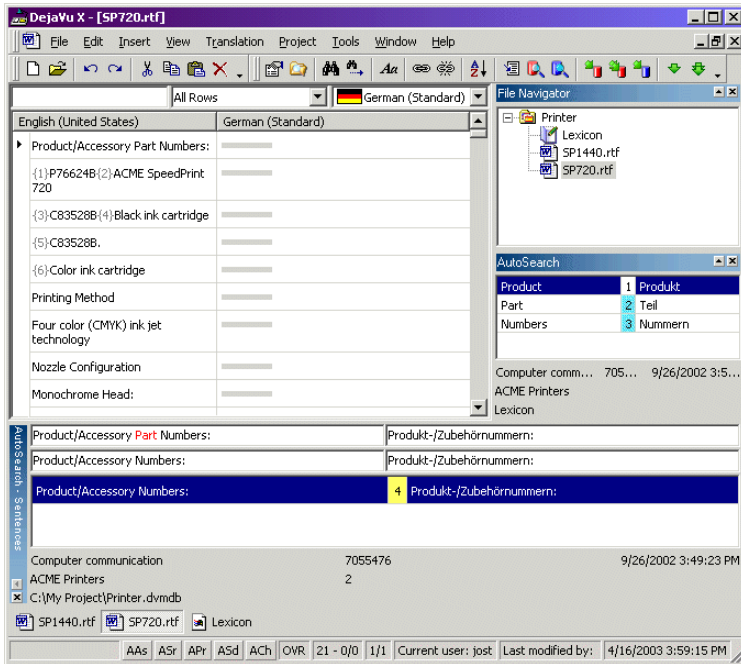 DejaVu X - [SP720.rtf]
File Edit Insert View Translation Project Tools Window Help
All Rows German (Standard)
English (United States) German (Standard)
Product/Accessory Part Numbers:
{1}P76624B{2}ACME SpeedPrint
720
{3}C83528B{4}Black ink cartridge
{5}C83528B.
{6}Color ink cartridge
Printing Method
Four color (CMYK) ink jet
technology
Nozzle Configuration
Monochrome Head:
File Navigator
Printer
Lexicon
SP1440.rtf
SP720.rtf
AutoSearch
Product 1 Produkt
Part 2 Teil
Numbers 3 Nummern
Computer comm... 705... 9/26/2002 3:5...
ACME Printers
Lexicon
AutoSearch - Sentences
Product/Accessory Part Numbers: Produkt-/Zubehörnummern:
Product/Accessory Numbers: Produkt-/Zubehörnummern:
Product/Accessory Numbers: 4 Produkt-/Zubehörnummern:
Computer communication 7055476 9/26/2002 3:49:23 PM
ACME Printers 2
C:\My Project\Printer.dvmdb
SP1440.rtf SP720.rtf Lexicon
AAs ASr APr ASd ACh OVR 21 - 0/0 1/1 Current user: jost Last modified by: 4/16/2003 3:59:15 PM